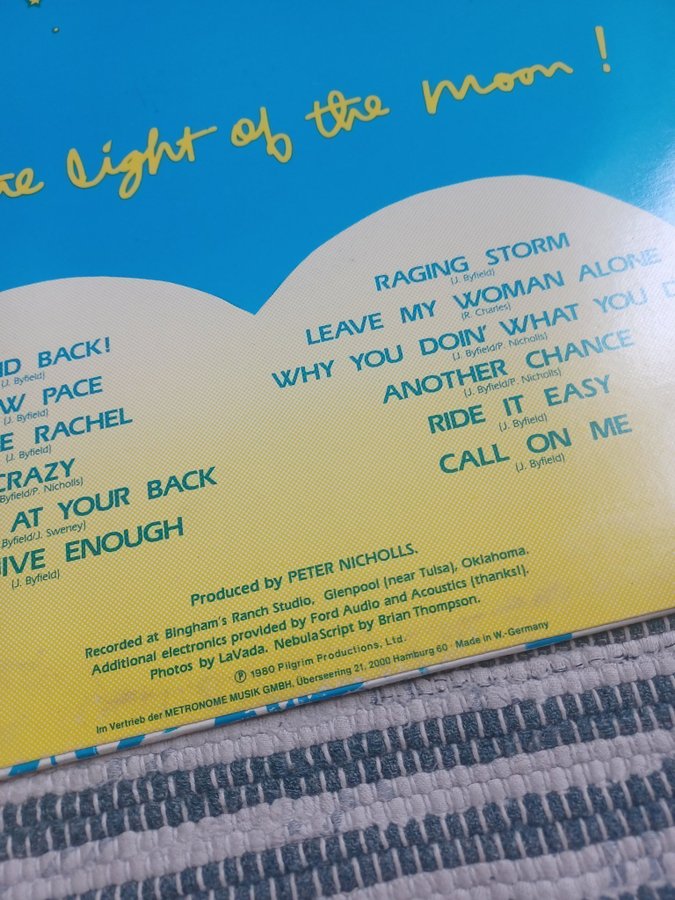 light of the moon!
BACK!
(J. Byfield)
PACE
(J. Byfield)
RACHEL
(J. Byfield)
CRAZY
Byfield/P. Nicholls)
AT YOUR BACK
Byfield/J. Sweney)
ENOUGH
(J. Byfield)
RAGING STORM
(J. Byfield)
LEAVE MY WOMAN ALONE
(R. Charles)
WHY YOU DOIN' WHAT YOU
(J. Byfield/P. Nicholls)
ANOTHER CHANCE
(J. Byfield/P. Nicholls)
RIDE IT EASY
(J. Byfield)
CALL ON ME
(J. Byfield)
Produced by PETER NICHOLLS.
Recorded at Bingham's Ranch Studio, Glenpool (near Tulsa), Oklahoma.
Additional electronics provided by Ford Audio and Acoustics (thanks!).
Photos by LaVada. NebulaScript by Brian Thompson.
Ⓟ 1980 Pilgrim Productions, Ltd.
Im Vertrieb der METRONOME MUSIK GMBH, Überseering 21, 2000 Hamburg 60 · Made in W.-Germany